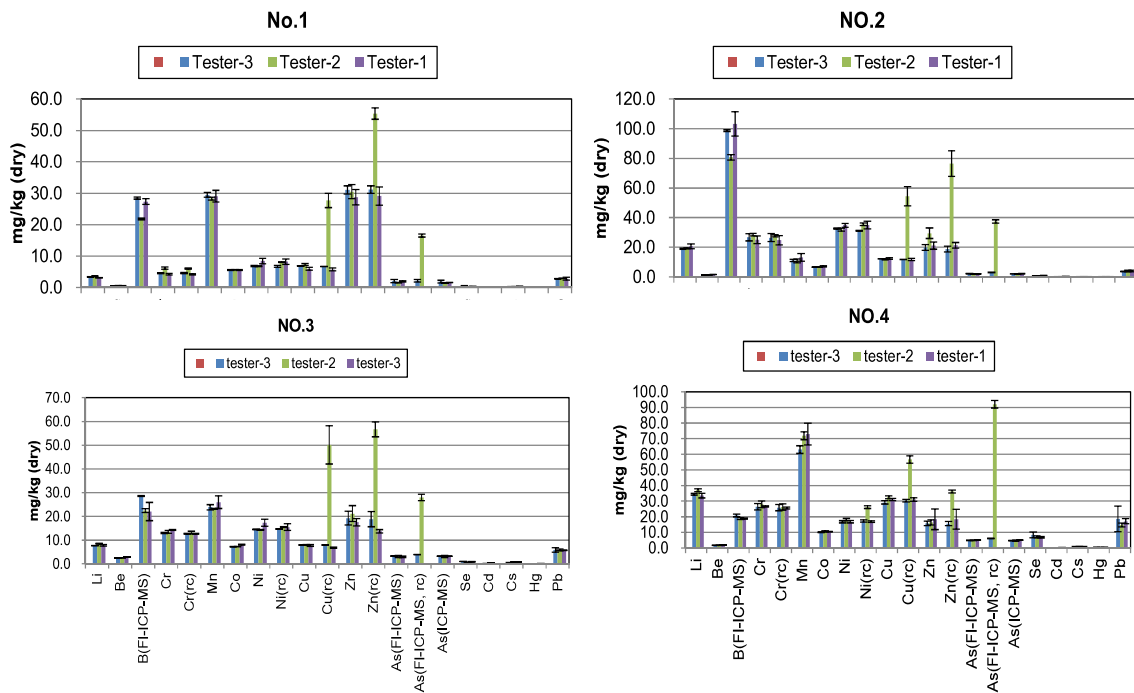 No.1
Tester-3 Tester-2 Tester-1
60.0
50.0
40.0
30.0
20.0
10.0
0.0
mg/kg (dry)
NO.2
Tester-3 Tester-2 Tester-1
120.0
100.0
80.0
60.0
40.0
20.0
0.0
mg/kg (dry)
NO.3
tester-3 tester-2 tester-3
70.0
60.0
50.0
40.0
30.0
20.0
10.0
0.0
mg/kg (dry)
Li
Be
B(FI-ICP-MS)
Cr
Cr(rc)
Mn
Co
Ni
Ni(rc)
Cu
Cu(rc)
Zn
Zn(rc)
As(FI-ICP-MS)
As(FI-ICP-MS, rc)
As(ICP-MS)
Se
Cd
Cs
Hg
Pb
NO.4
tester-3 tester-2 tester-1
100.0
90.0
80.0
70.0
60.0
50.0
40.0
30.0
20.0
10.0
0.0
mg/kg (dry)
Li
Be
B(FI-ICP-MS)
Cr
Cr(rc)
Mn
Co
Ni
Ni(rc)
Cu
Cu(rc)
Zn
Zn(rc)
As(FI-ICP-MS)
As(FI-ICP-MS, rc)
As(ICP-MS)
Se
Cd
Cs
Hg
Pb